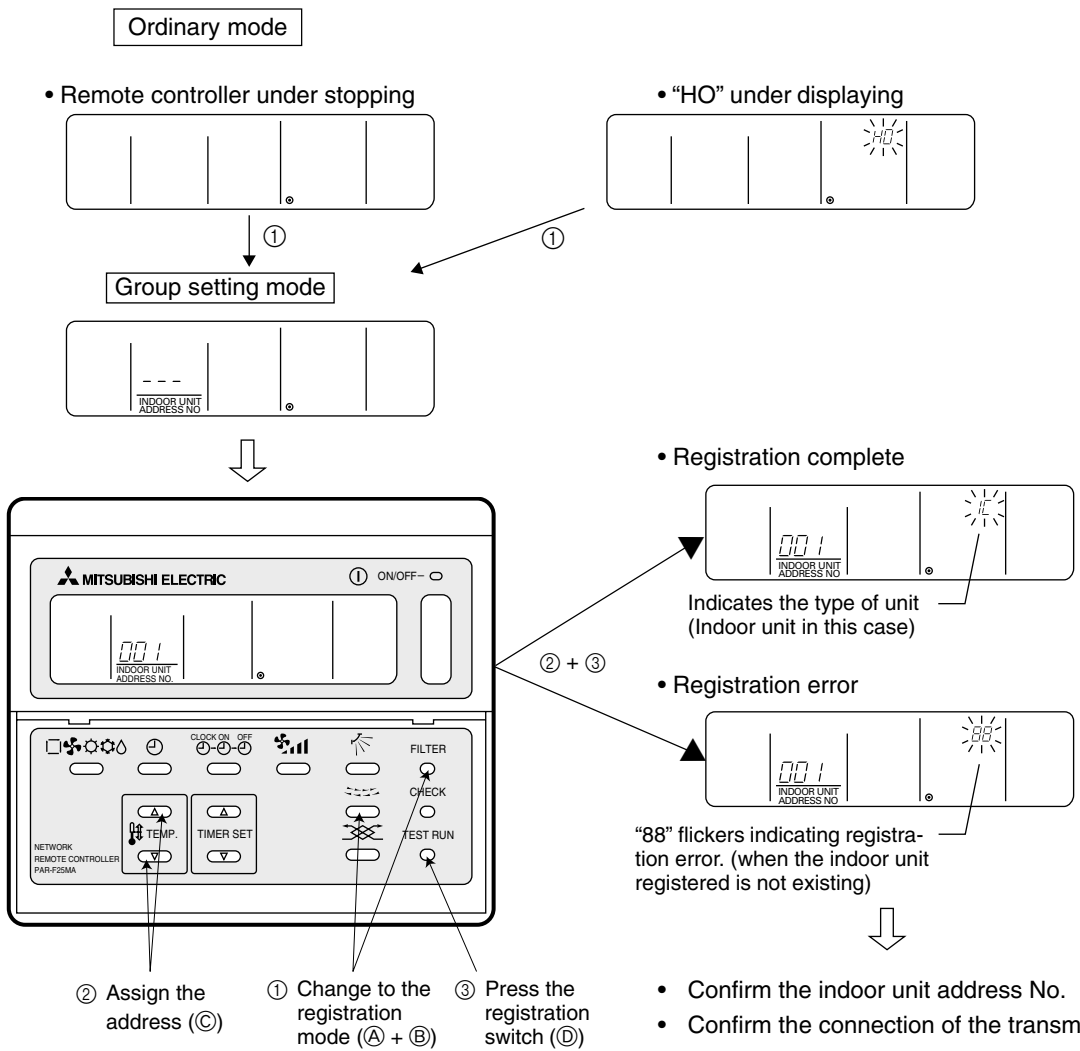 Ordinary mode
• Remote controller under stopping
• “HO” under displaying
HO
①
①
Group setting mode
- - -
INDOOR UNIT
ADDRESS NO
• Registration complete
001
INDOOR UNIT
ADDRESS NO
IC
Indicates the type of unit
(Indoor unit in this case)
MITSUBISHI ELECTRIC
ON/OFF
001
INDOOR UNIT
ADDRESS NO.
② + ③
• Registration error
001
INDOOR UNIT
ADDRESS NO
88
“88” flickers indicating registra-
tion error. (when the indoor unit
registered is not existing)
CLOCK ON OFF
FILTER
CHECK
TEMP.
TIMER SET
TEST RUN
NETWORK
REMOTE CONTROLLER
PAR-F25MA
② Assign the
address (Ⓒ)
① Change to the
registration
mode (Ⓐ + Ⓑ)
③ Press the
registration
switch (Ⓓ)
• Confirm the indoor unit address No.
• Confirm the connection of the transm